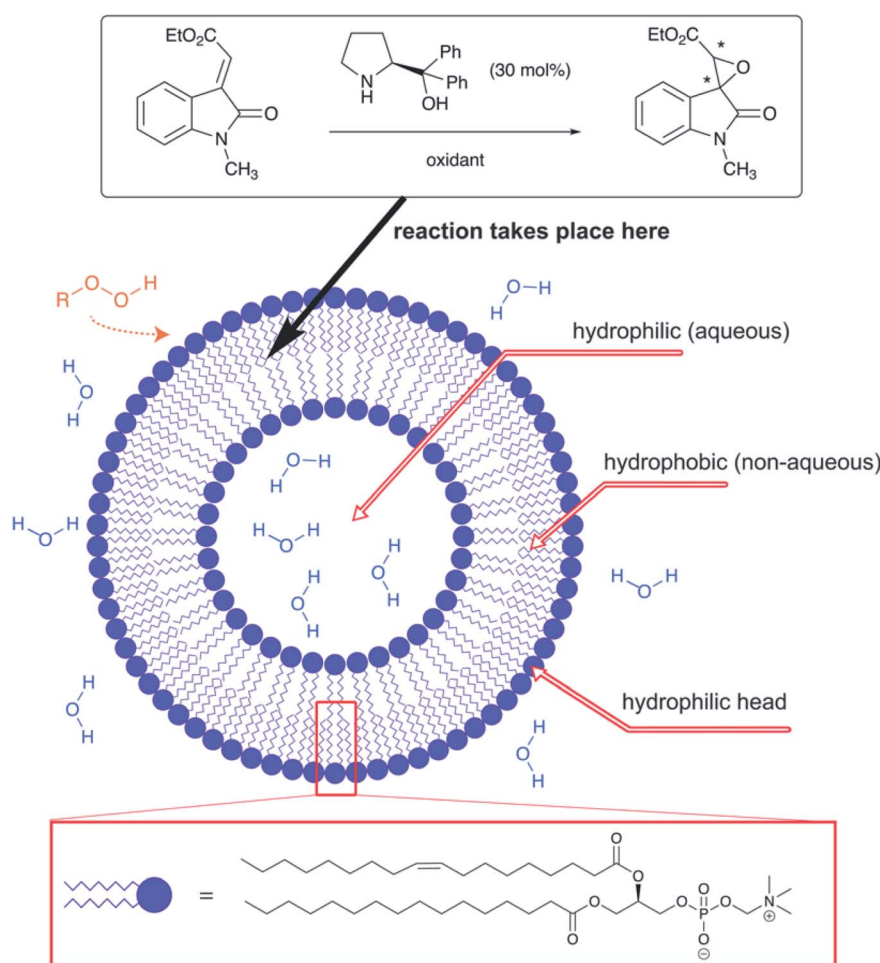 EtO₂C
O
N
CH₃
N
H
Ph
Ph
OH
(30 mol%)
oxidant
EtO₂C
*
*
O
O
N
CH₃
reaction takes place here
R
O
O
H
H
O
H
hydrophilic (aqueous)
H
O
H
H
O
H
hydrophobic (non-aqueous)
H
O
H
H
O
H
H
O
H
H
O
H
H
O
H
hydrophilic head
H
O
H
H
O
H
=
O
O
O
O
O
O
P
O
O
⊖
N
⊕